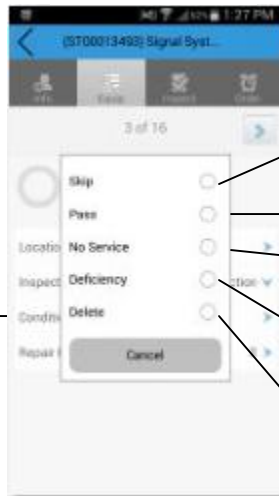 1:27 PM
(ST00013493) Signal Syst...
Info
3 of 16
Skip
Pass
Locatio
No Service
Inspect
Deficiency
ction
Conditi
Delete
Repair
Cancel